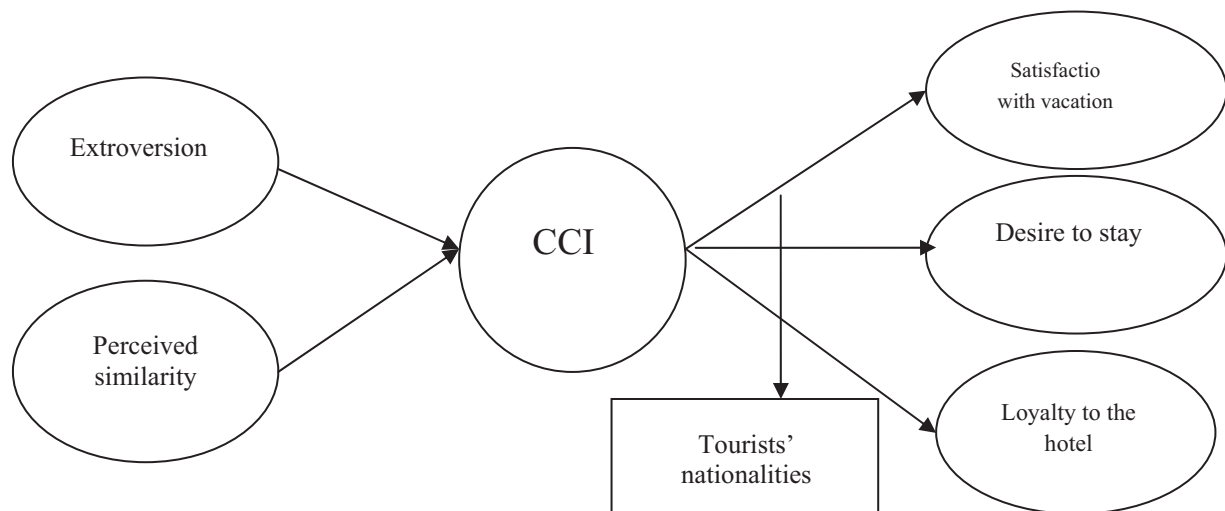 Extroversion
Perceived
similarity
CCI
Satisfactio
with vacation
Desire to stay
Loyalty to the
hotel
Tourists’
nationalities